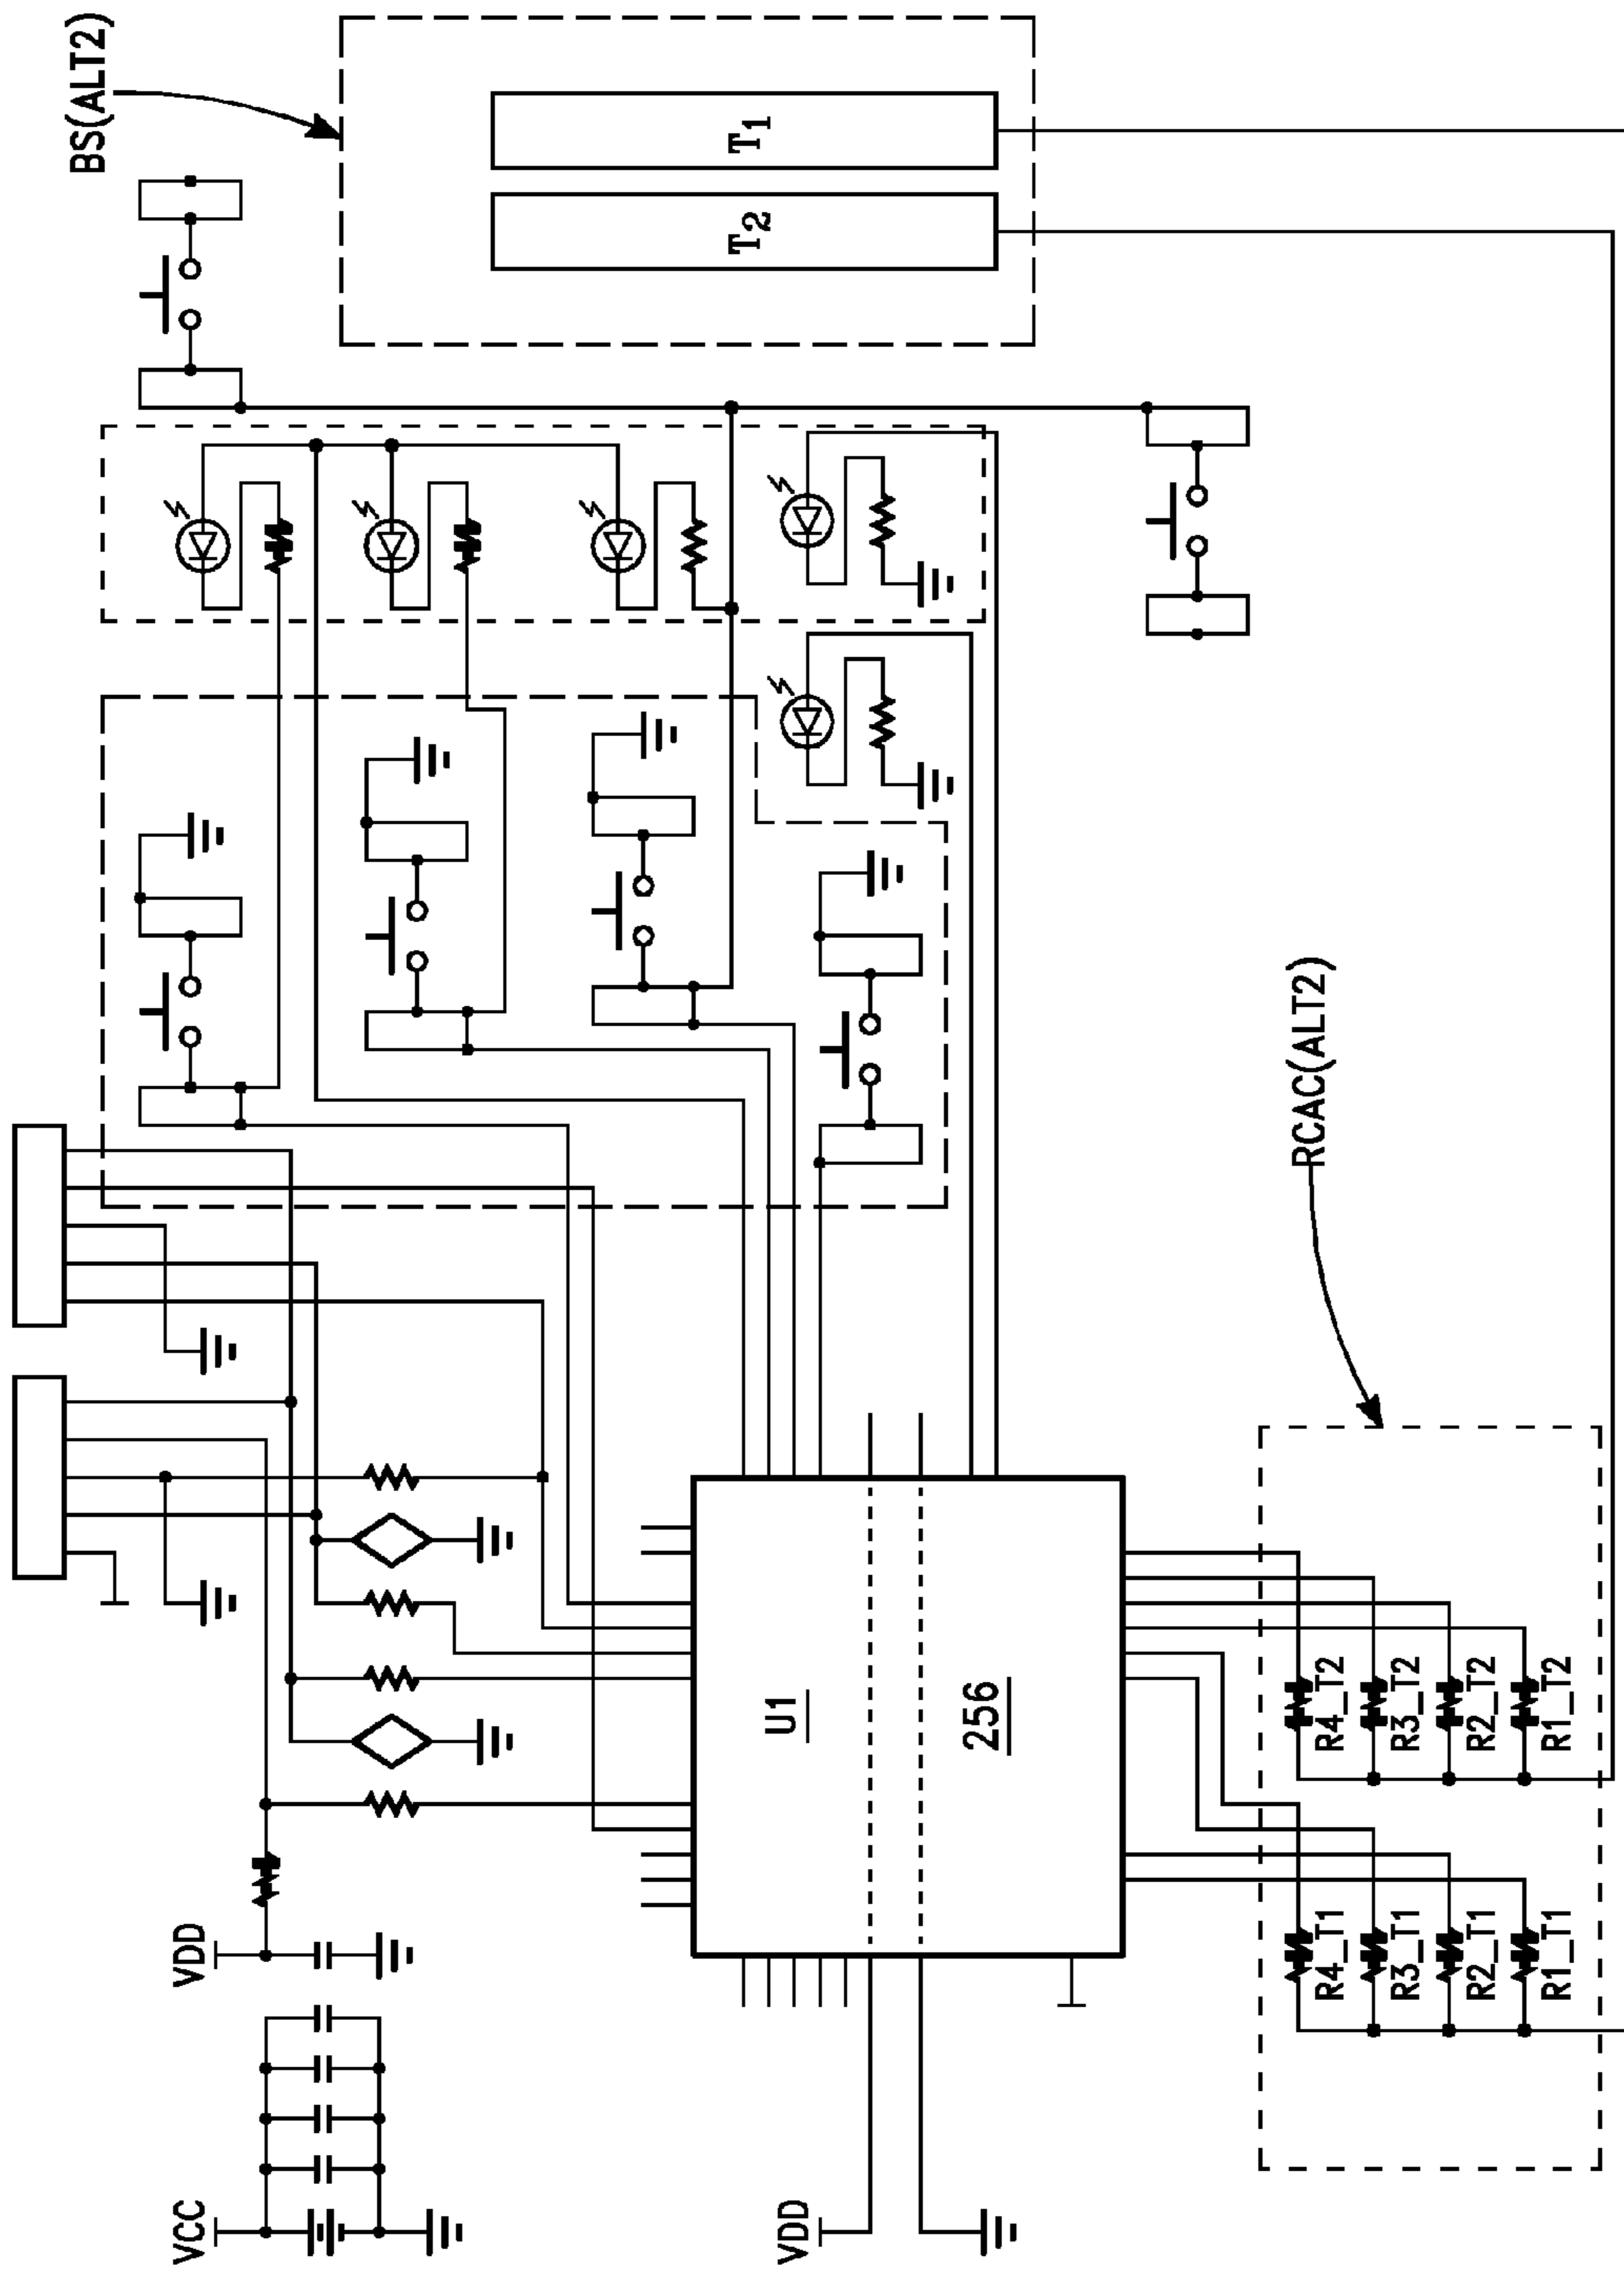 BS(ALT2)
T1
T2
RCAC(ALT2)
U1
256
R4_T2
R3_T2
R2_T2
R1_T2
R4_T1
R3_T1
R2_T1
R1_T1
VDD
VCC
VDD